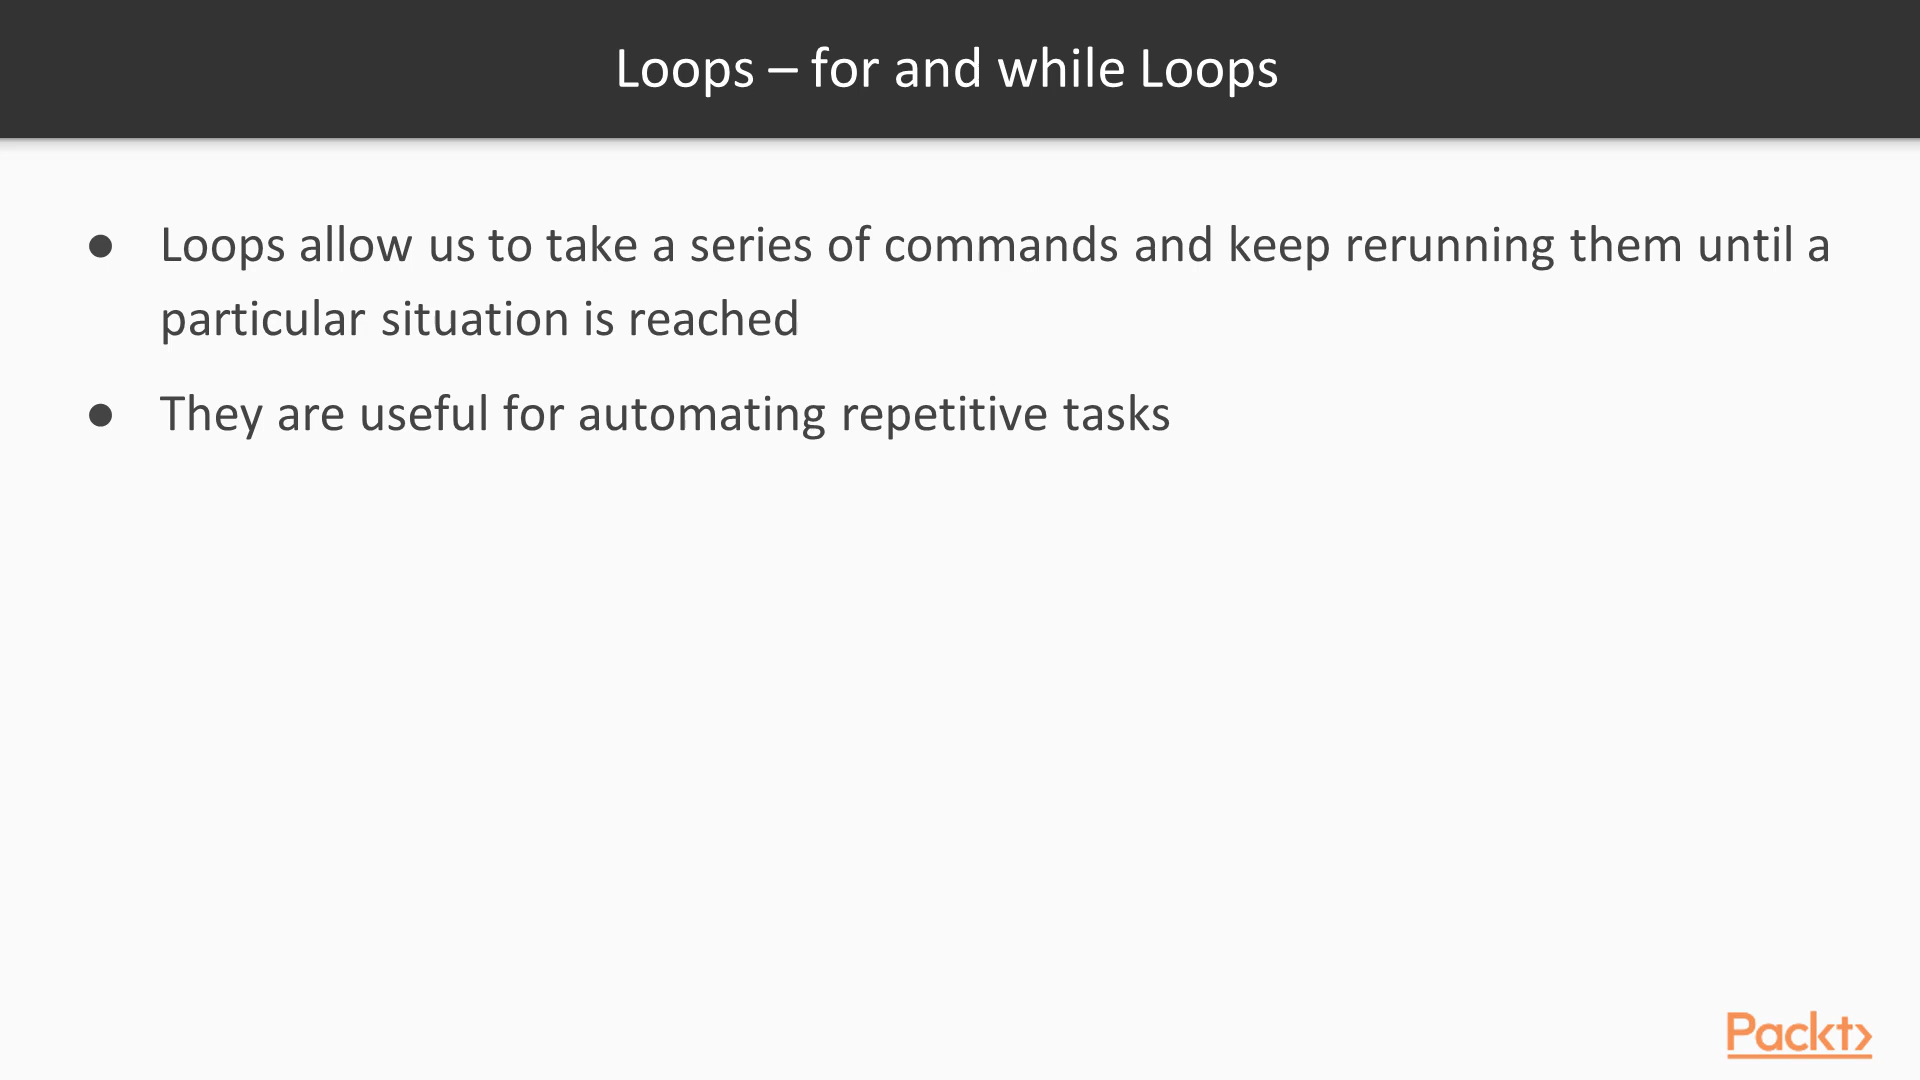 Loops – for and while Loops
● Loops allow us to take a series of commands and keep rerunning them until a
particular situation is reached
● They are useful for automating repetitive tasks
Packt>